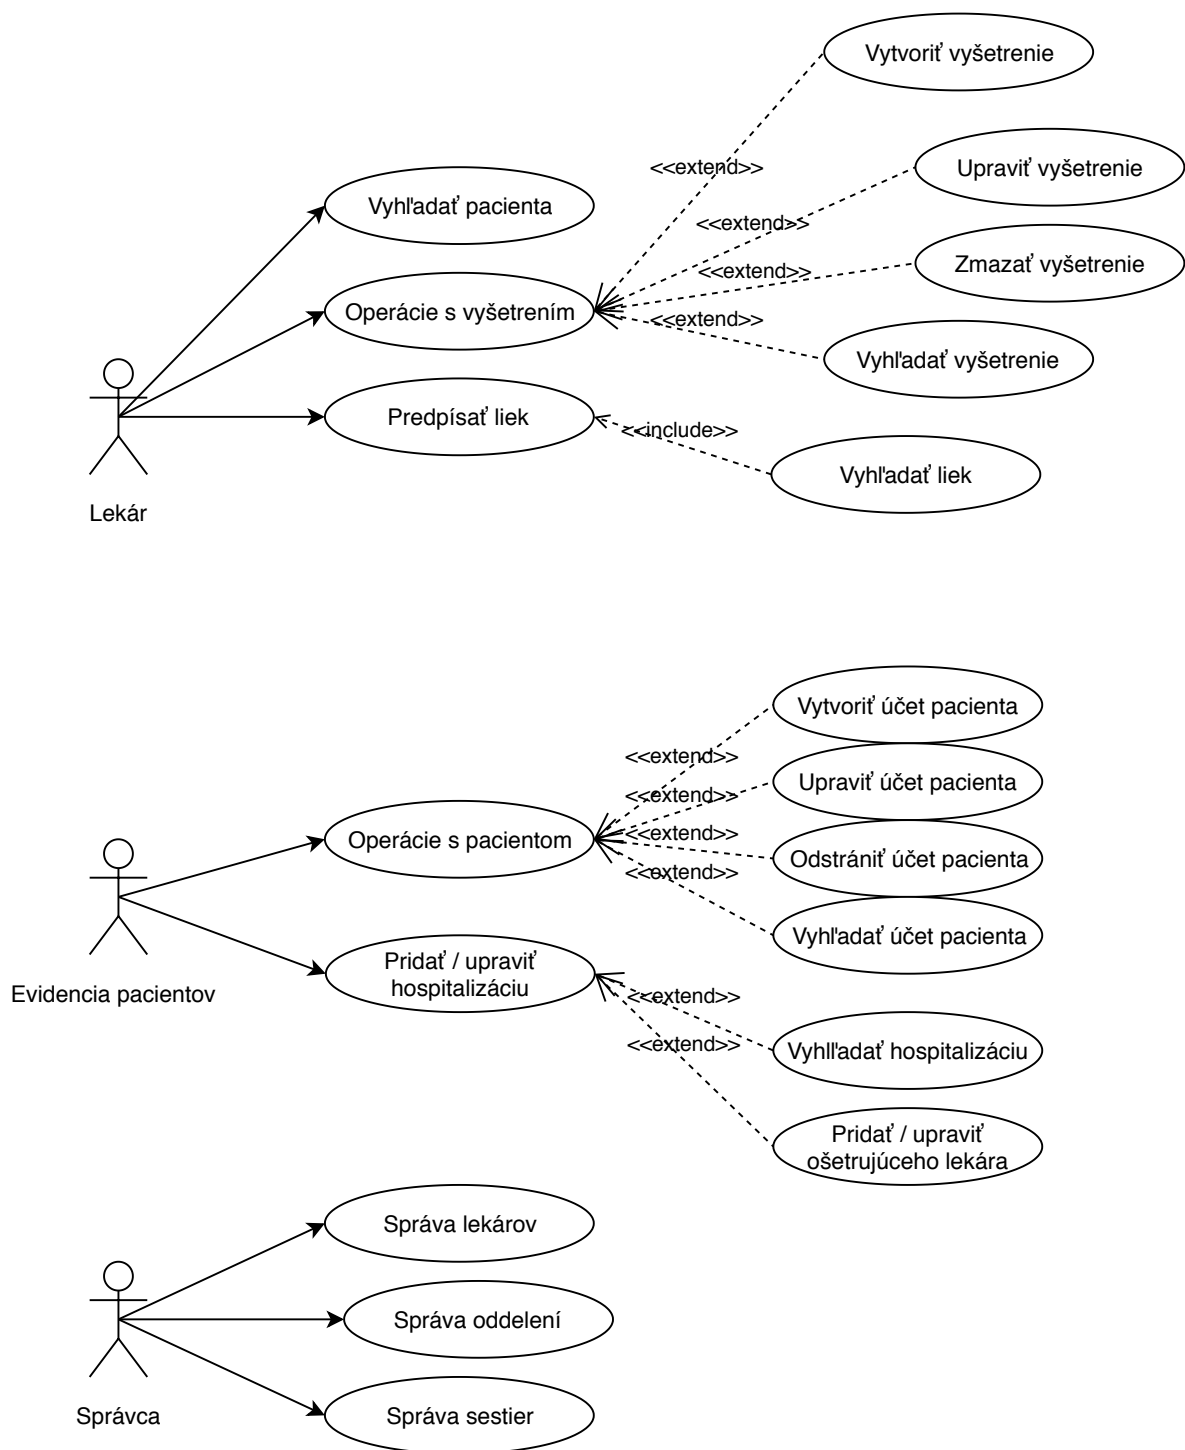 Vytvoriť vyšetrenie
<<extend>>
Upraviť vyšetrenie
Vyhľadať pacienta
<<extend>>
Zmazať vyšetrenie
<<extend>>
Operácie s vyšetrením
<<extend>>
Vyhľadať vyšetrenie
Predpísať liek
<<include>>
Vyhľadať liek
Lekár
Vytvoriť účet pacienta
<<extend>>
Upraviť účet pacienta
<<extend>>
Operácie s pacientom
<<extend>>
Odstrániť účet pacienta
<<extend>>
Vyhľadať účet pacienta
Pridať / upraviť
hospitalizáciu
Evidencia pacientov
<<extend>>
<<extend>>
Vyhlľadať hospitalizáciu
Pridať / upraviť
ošetrujúceho lekára
Správa lekárov
Správa oddelení
Správca
Správa sestier